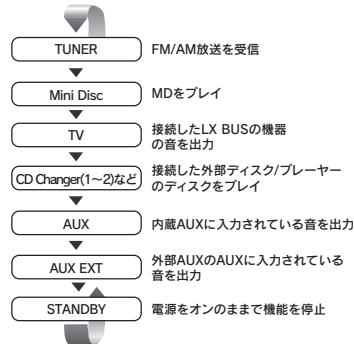 TUNER FM/AM放送を受信
Mini Disc MDをプレイ
TV 接続したLX BUSの機器
の音を出力
CD Changer(1～2)など 接続した外部ディスク/プレーヤー
のディスクをプレイ
AUX 内蔵AUXに入力されている音を出力
AUX EXT 外部AUXのAUXに入力されている
音を出力
STANDBY 電源をオンのままで機能を停止